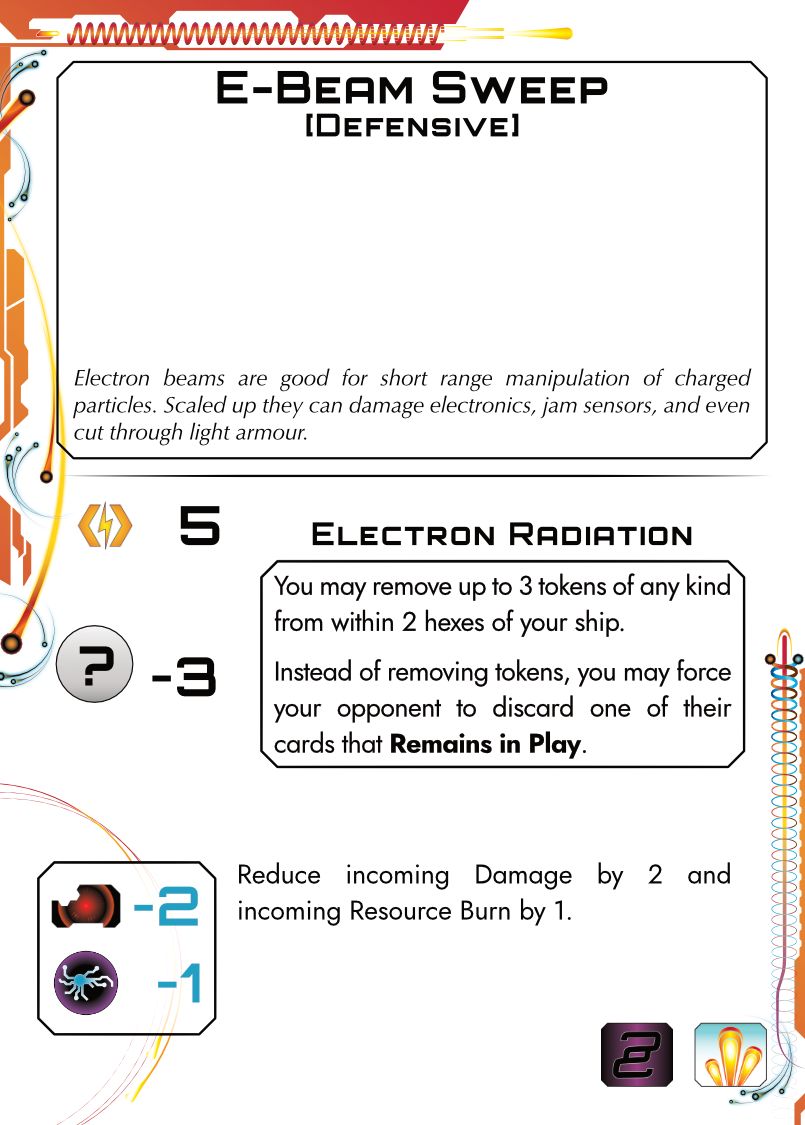 E-Beam Sweep
[Defensive]
Electron beams are good for short range manipulation of charged
particles. Scaled up they can damage electronics, jam sensors, and even
cut through light armour.
5
Electron Radiation
You may remove up to 3 tokens of any kind
from within 2 hexes of your ship.
? -3
Instead of removing tokens, you may force
your opponent to discard one of their
cards that Remains in Play.
-2
Reduce incoming Damage by 2 and
incoming Resource Burn by 1.
-1
2